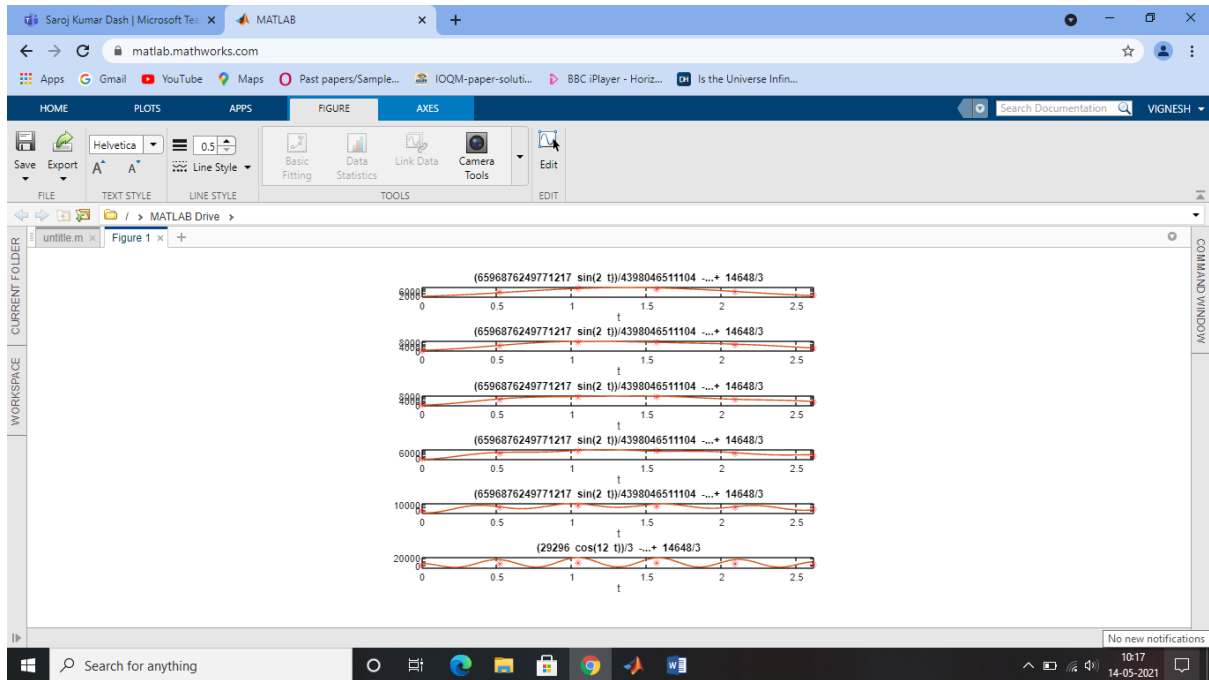 Saroj Kumar Dash | Microsoft Tea
MATLAB
matlab.mathworks.com
Apps Gmail YouTube Maps Past papers/Sample... IOQM-paper-soluti... BBC iPlayer - Horiz... Is the Universe Infin...
HOME PLOTS APPS FIGURE AXES Search Documentation VIGNESH
Helvetica 0.5
Save Export A A Line Style Basic Fitting Data Statistics Link Data Camera Tools Edit
FILE TEXT STYLE LINE STYLE TOOLS EDIT
/ > MATLAB Drive >
untitle.m × Figure 1 × +
CURRENT FOLDER
WORKSPACE
COMMAND WINDOW
(6596876249771217 sin(2 t))/4398046511104 -...+ 14648/3
6000
2000
0 0.5 1 1.5 2 2.5
t
(6596876249771217 sin(2 t))/4398046511104 -...+ 14648/3
8000
4000
0
0 0.5 1 1.5 2 2.5
t
(6596876249771217 sin(2 t))/4398046511104 -...+ 14648/3
8000
4000
0 0.5 1 1.5 2 2.5
t
(6596876249771217 sin(2 t))/4398046511104 -...+ 14648/3
6000
0
0 0.5 1 1.5 2 2.5
t
(6596876249771217 sin(2 t))/4398046511104 -...+ 14648/3
10000
0 0.5 1 1.5 2 2.5
t
(29296 cos(12 t))/3 -...+ 14648/3
20000
0
0 0.5 1 1.5 2 2.5
t
No new notifications
Search for anything
10:17
14-05-2021